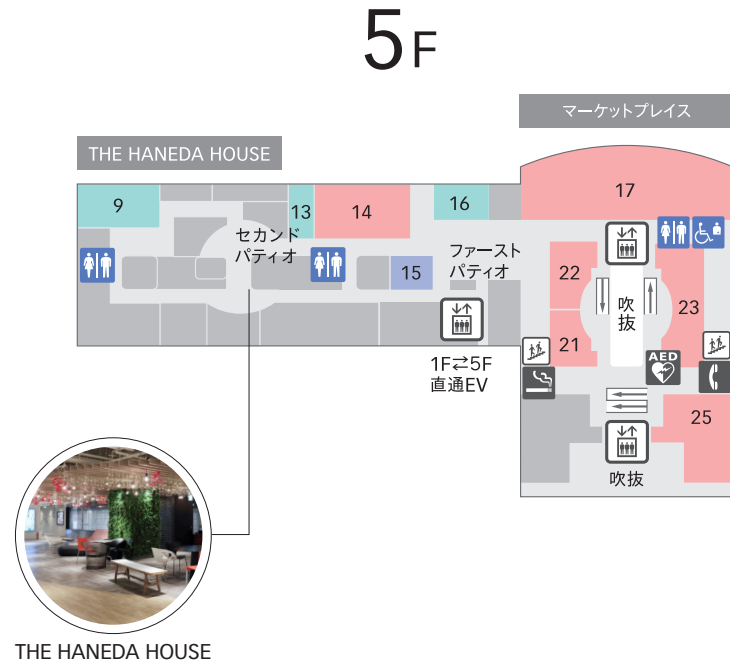 5F
マーケットプレイス
THE HANEDA HOUSE
9
13
14
16
17
セカンド
パティオ
ファースト
パティオ
15
22
吹
抜
23
21
1F⇄5F
直通EV
AED
25
吹抜
THE HANEDA HOUSE